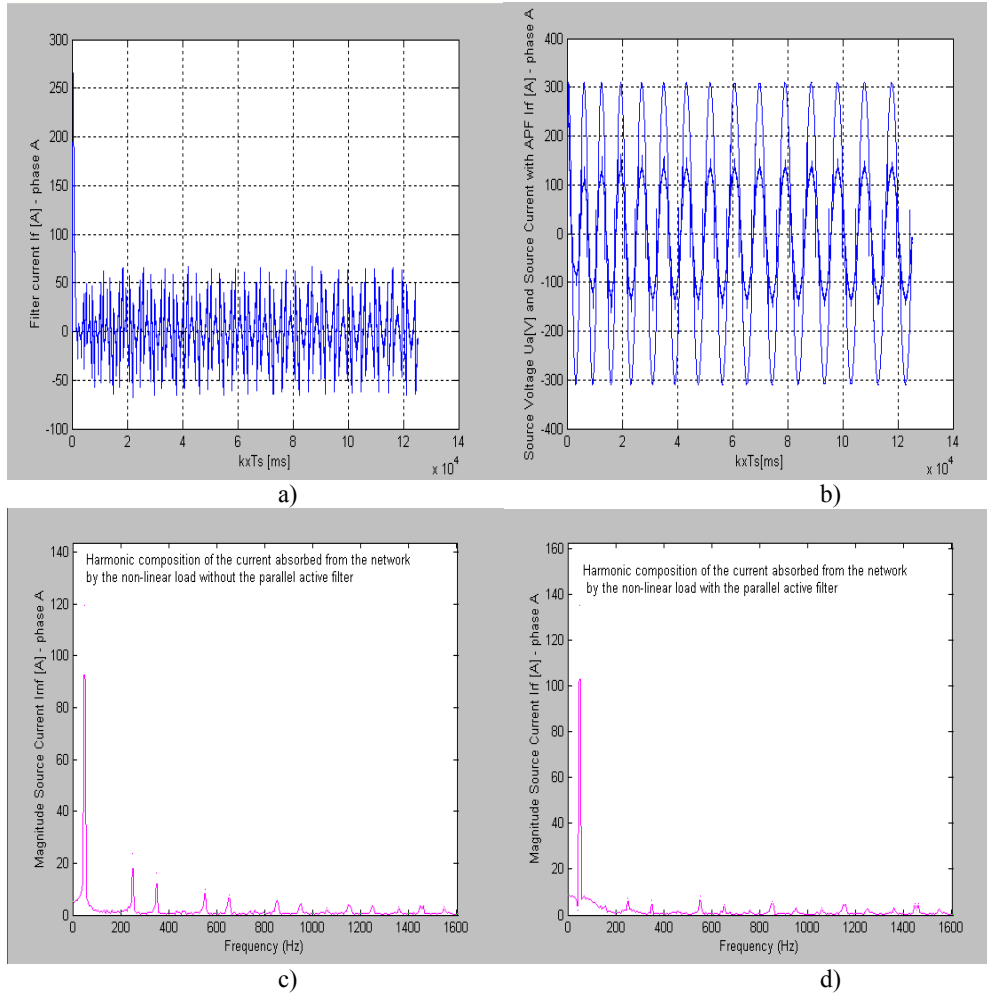 300
250
200
150
100
50
0
-50
-100
Filter current If [A] - phase A
0 2 4 6 8 10 12 14
kxTs [ms]
x 10⁴
a)
400
300
200
100
0
-100
-200
-300
-400
Source Voltage Ua[V] and Source Current with APF Irf [A] - phase A
0 2 4 6 8 10 12 14
kxTs[ms]
x 10⁴
b)
140
120
100
80
60
40
20
0
Magnitude Source Current Irnf [A] - phase A
Harmonic composition of the current absorbed from the network
by the non-linear load without the parallel active filter
0 200 400 600 800 1000 1200 1400 1600
Frequency (Hz)
c)
160
140
120
100
80
60
40
20
0
Magnitude Source Current Irf [A] - phase A
Harmonic composition of the current absorbed from the network
by the non-linear load with the parallel active filter
0 200 400 600 800 1000 1200 1400 1600
Frequency (Hz)
d)